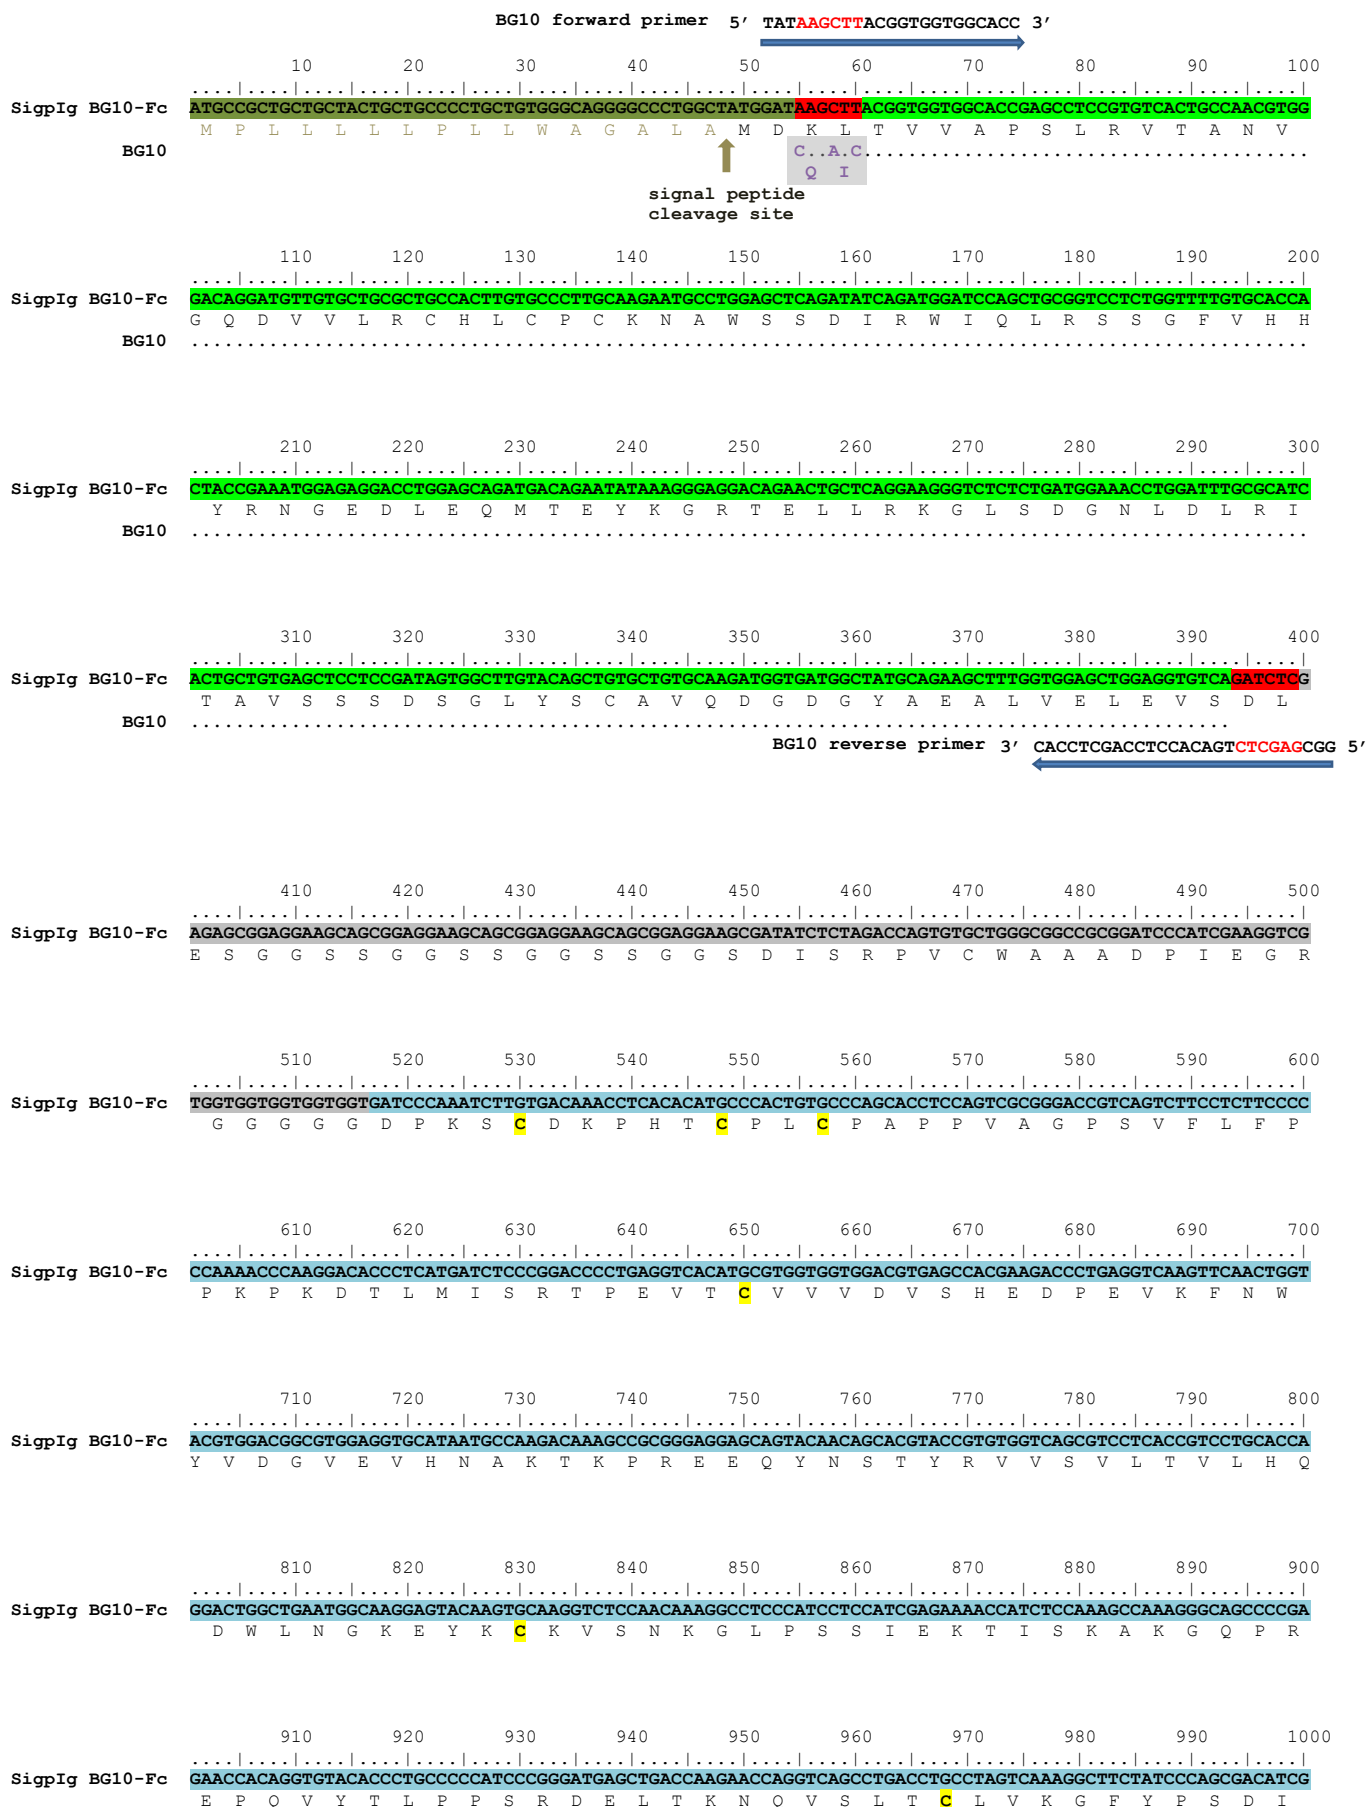 BG10 forward primer 5’ TATAAGCTTACGGTGGTGGCACC 3’
10 20 30 40 50 60 70 80 90 100
....|....|....|....|....|....|....|....|....|....|....|....|....|....|....|....|....|....|....|....|
SigpIg BG10-Fc ATGCCGCTGCTGCTACTGCTGCCCCTGCTGTGGGCAGGGGCCCTGGCTATGGATAAGCTTACGGTGGTGGCACCGAGCCTCCGTGTCACTGCCAACGTGG
M P L L L L L P L L W A G A L A M D K L T V V A P S L R V T A N V
BG10 C..A.C........................................
Q I
signal peptide
cleavage site
110 120 130 140 150 160 170 180 190 200
....|....|....|....|....|....|....|....|....|....|....|....|....|....|....|....|....|....|....|....|
SigpIg BG10-Fc GACAGGATGTTGTGCTGCGCTGCCACTTGTGCCCTTGCAAGAATGCCTGGAGCTCAGATATCAGATGGATCCAGCTGCGGTCCTCTGGTTTTGTGCACCA
G Q D V V L R C H L C P C K N A W S S D I R W I Q L R S S G F V H H
BG10 ....................................................................................................
210 220 230 240 250 260 270 280 290 300
....|....|....|....|....|....|....|....|....|....|....|....|....|....|....|....|....|....|....|....|
SigpIg BG10-Fc CTACCGAAATGGAGAGGACCTGGAGCAGATGACAGAATATAAAGGGAGGACAGAACTGCTCAGGAAGGGTCTCTCTGATGGAAACCTGGATTTGCGCATC
Y R N G E D L E Q M T E Y K G R T E L L R K G L S D G N L D L R I
BG10 ....................................................................................................
310 320 330 340 350 360 370 380 390 400
....|....|....|....|....|....|....|....|....|....|....|....|....|....|....|....|....|....|....|....|
SigpIg BG10-Fc ACTGCTGTGAGCTCCTCCGATAGTGGCTTGTACAGCTGTGCTGTGCAAGATGGTGATGGCTATGCAGAAGCTTTGGTGGAGCTGGAGGTGTCAGATCTCG
T A V S S S D S G L Y S C A V Q D G D G Y A E A L V E L E V S D L
BG10 .............................................................................................
BG10 reverse primer 3’ CACCTCGACCTCCACAGTCTCGAGCGG 5’
410 420 430 440 450 460 470 480 490 500
....|....|....|....|....|....|....|....|....|....|....|....|....|....|....|....|....|....|....|....|
SigpIg BG10-Fc AGAGCGGAGGAAGCAGCGGAGGAAGCAGCGGAGGAAGCAGCGGAGGAAGCGATATCTCTAGACCAGTGTGCTGGGCGGCCGCGGATCCCATCGAAGGTCG
E S G G S S G G S S G G S S G G S D I S R P V C W A A A D P I E G R
510 520 530 540 550 560 570 580 590 600
....|....|....|....|....|....|....|....|....|....|....|....|....|....|....|....|....|....|....|....|
SigpIg BG10-Fc TGGTGGTGGTGGTGGTGATCCCAAATCTTGTGACAAACCTCACACATGCCCACTGTGCCCAGCACCTCCAGTCGCGGGACCGTCAGTCTTCCTCTTCCCC
G G G G G D P K S C D K P H T C P L C P A P P V A G P S V F L F P
610 620 630 640 650 660 670 680 690 700
....|....|....|....|....|....|....|....|....|....|....|....|....|....|....|....|....|....|....|....|
SigpIg BG10-Fc CCAAAACCCAAGGACACCCTCATGATCTCCCGGACCCCTGAGGTCACATGCGTGGTGGTGGACGTGAGCCACGAAGACCCTGAGGTCAAGTTCAACTGGT
P K P K D T L M I S R T P E V T C V V V D V S H E D P E V K F N W
710 720 730 740 750 760 770 780 790 800
....|....|....|....|....|....|....|....|....|....|....|....|....|....|....|....|....|....|....|....|
SigpIg BG10-Fc ACGTGGACGGCGTGGAGGTGCATAATGCCAAGACAAAGCCGCGGGAGGAGCAGTACAACAGCACGTACCGTGTGGTCAGCGTCCTCACCGTCCTGCACCA
Y V D G V E V H N A K T K P R E E Q Y N S T Y R V V S V L T V L H Q
810 820 830 840 850 860 870 880 890 900
....|....|....|....|....|....|....|....|....|....|....|....|....|....|....|....|....|....|....|....|
SigpIg BG10-Fc GGACTGGCTGAATGGCAAGGAGTACAAGTGCAAGGTCTCCAACAAAGGCCTCCCATCCTCCATCGAGAAAACCATCTCCAAAGCCAAAGGGCAGCCCCGA
D W L N G K E Y K C K V S N K G L P S S I E K T I S K A K G Q P R
910 920 930 940 950 960 970 980 990 1000
....|....|....|....|....|....|....|....|....|....|....|....|....|....|....|....|....|....|....|....|
SigpIg BG10-Fc GAACCACAGGTGTACACCCTGCCCCCATCCCGGGATGAGCTGACCAAGAACCAGGTCAGCCTGACCTGCCTAGTCAAAGGCTTCTATCCCAGCGACATCG
E P Q V Y T L P P S R D E L T K N Q V S L T C L V K G F Y P S D I